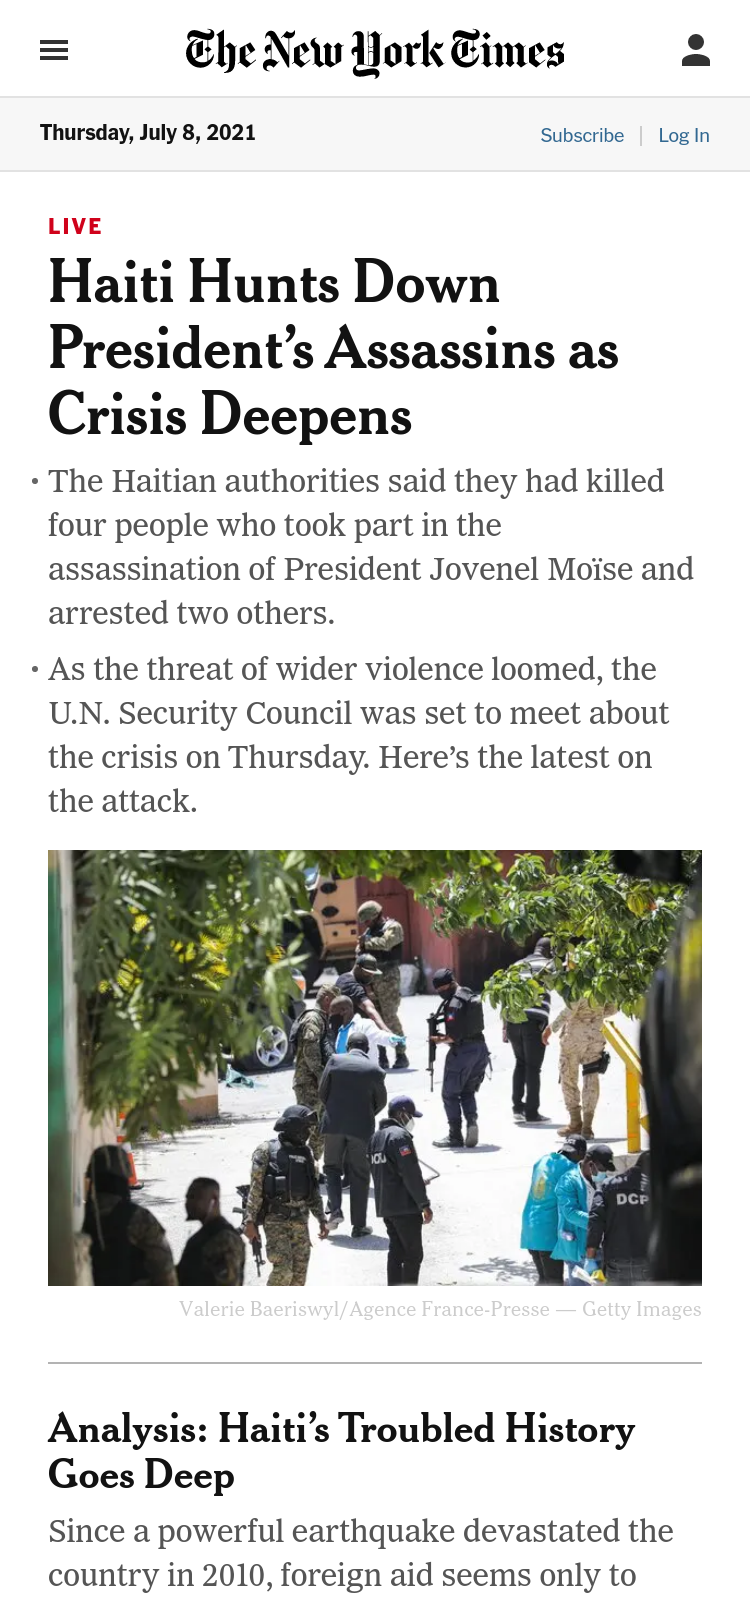 The New York Times
Thursday, July 8, 2021
Subscribe | Log In
LIVE
Haiti Hunts Down
President’s Assassins as
Crisis Deepens
• The Haitian authorities said they had killed
four people who took part in the
assassination of President Jovenel Moïse and
arrested two others.
• As the threat of wider violence loomed, the
U.N. Security Council was set to meet about
the crisis on Thursday. Here’s the latest on
the attack.
DCP
Valerie Baeriswyl/Agence France-Presse — Getty Images
Analysis: Haiti’s Troubled History
Goes Deep
Since a powerful earthquake devastated the
country in 2010, foreign aid seems only to